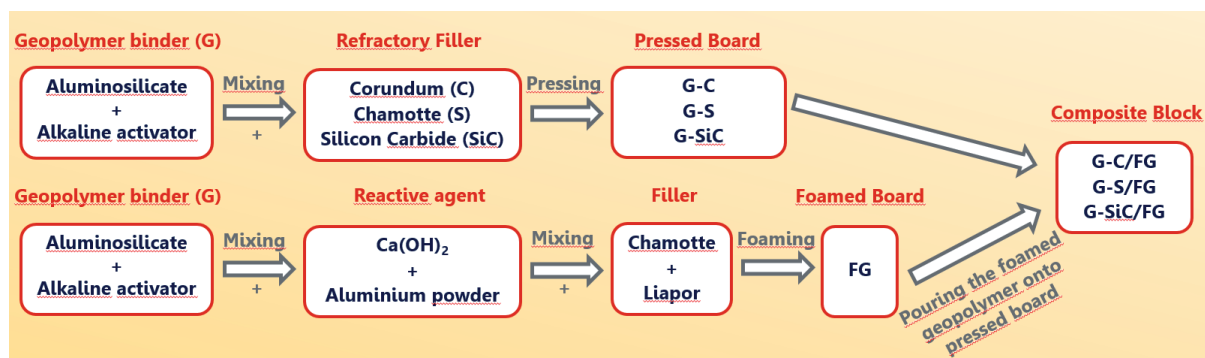 Geopolymer binder (G)
Aluminosilicate
+
Alkaline activator
Mixing
+
Refractory Filler
Corundum (C)
Chamotte (S)
Silicon Carbide (SiC)
Pressing
Pressed Board
G-C
G-S
G-SiC
Geopolymer binder (G)
Aluminosilicate
+
Alkaline activator
Mixing
+
Reactive agent
Ca(OH)₂
+
Aluminium powder
Mixing
+
Filler
Chamotte
+
Liapor
Foaming
Foamed Board
FG
Pouring the foamed
geopolymer onto
pressed board
Composite Block
G-C/FG
G-S/FG
G-SiC/FG